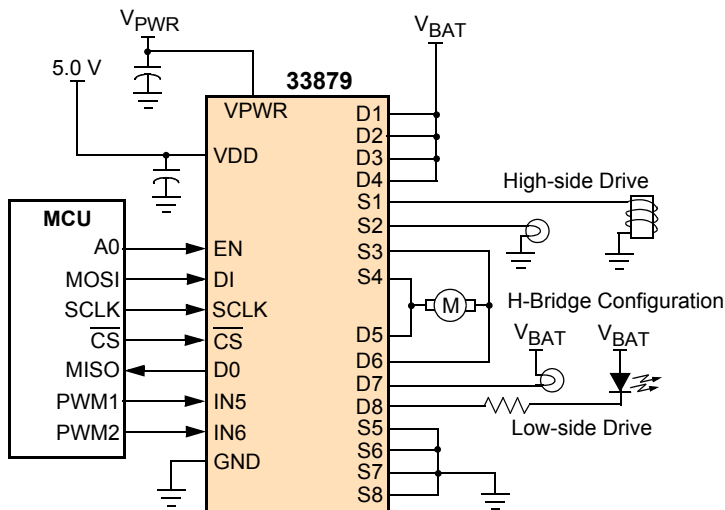 VPWR
VBAT
5.0 V
33879
VPWR
VDD
D1
D2
D3
D4
S1
High-side Drive
MCU
S2
A0
EN
S3
MOSI
DI
S4
SCLK
SCLK
H-Bridge Configuration
M
CS
CS
D5
VBAT
VBAT
MISO
D0
D6
D7
PWM1
IN5
D8
PWM2
IN6
S5
Low-side Drive
S6
GND
S7
S8